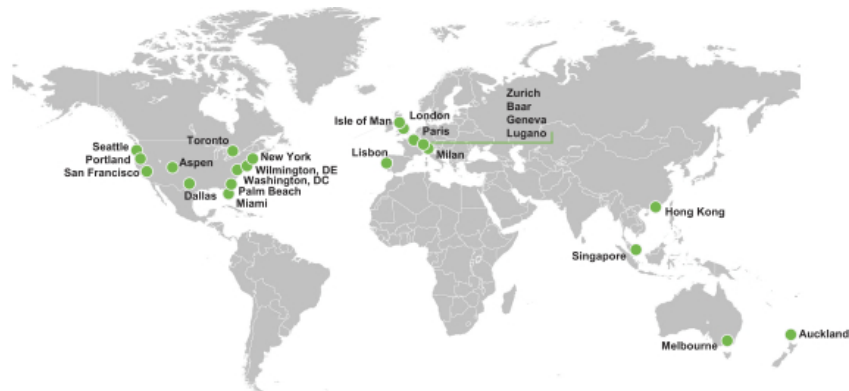 Zurich
Baar
Geneva
Lugano
Isle of Man
London
Paris
Milan
Lisbon
Seattle
Portland
San Francisco
Aspen
Toronto
New York
Wilmington, DE
Washington, DC
Palm Beach
Miami
Dallas
Hong Kong
Singapore
Melbourne
Auckland